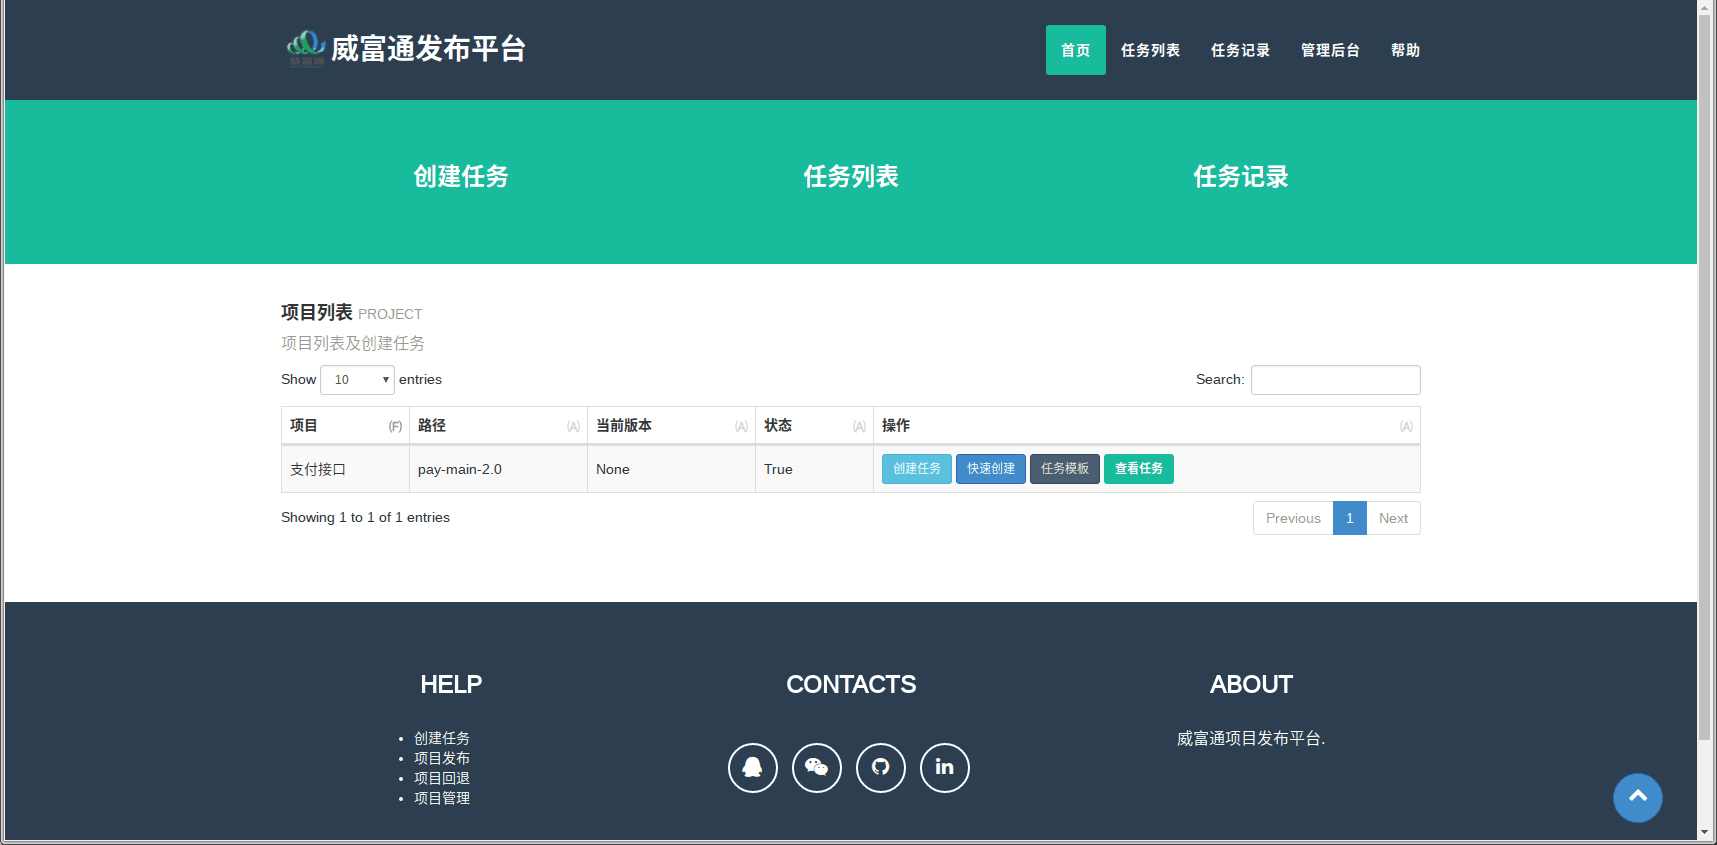 威富通发布平台
首页 任务列表 任务记录 管理后台 帮助
创建任务 任务列表 任务记录
项目列表 PROJECT
项目列表及创建任务
Show 10 entries Search:
项目 (F) 路径 (A) 当前版本 (A) 状态 (A) 操作 (A)
支付接口 pay-main-2.0 None True 创建任务 快速创建 任务模板 查看任务
Showing 1 to 1 of 1 entries Previous 1 Next
HELP CONTACTS ABOUT
创建任务
项目发布
项目回退
项目管理
in
威富通项目发布平台.